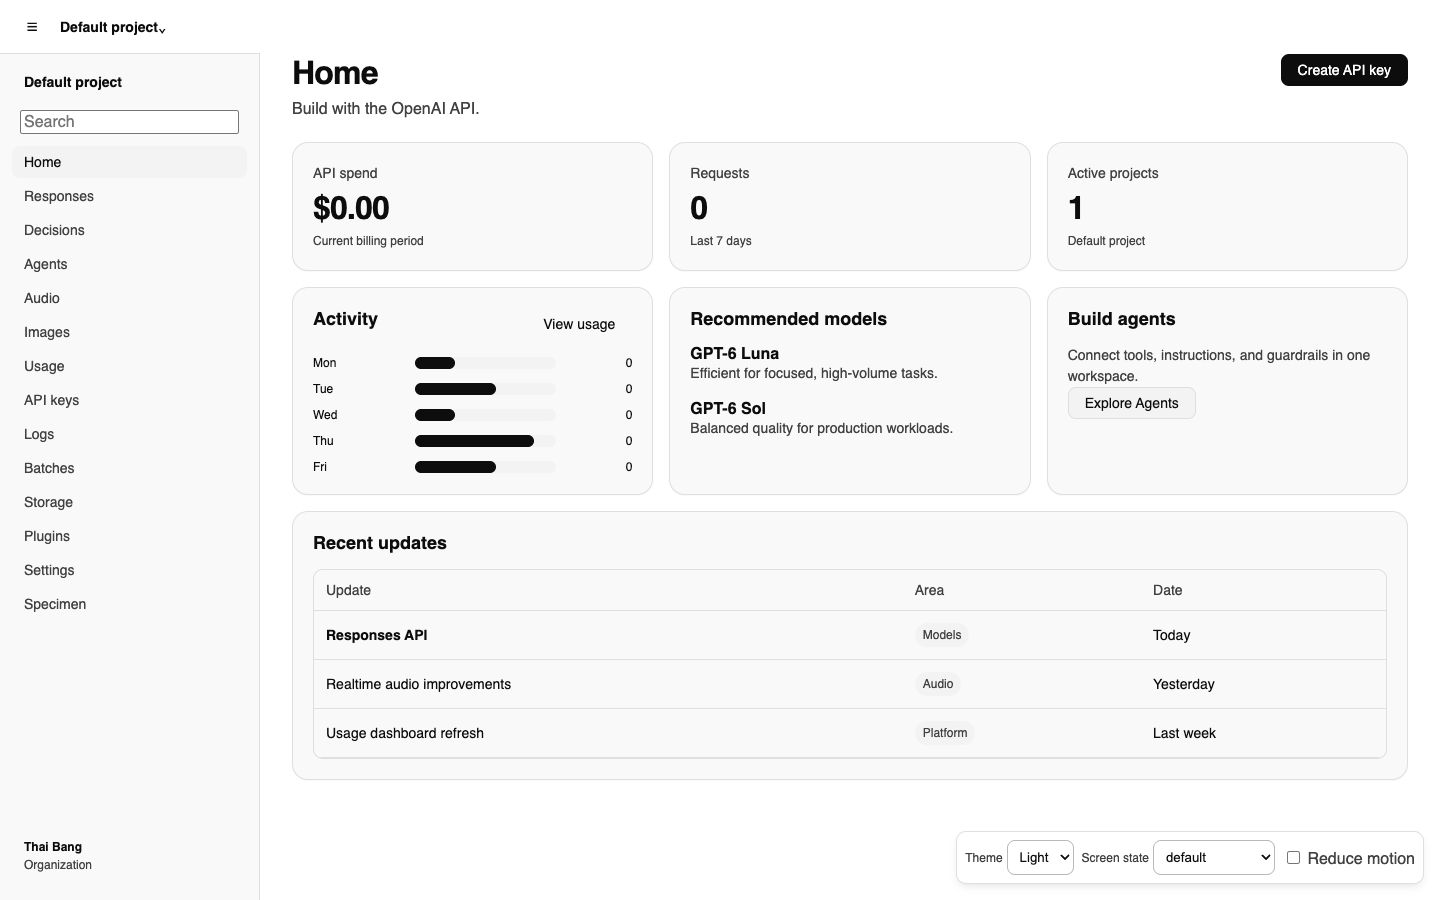 ≡ Default project⌄
Default project
Search
Home
Responses
Decisions
Agents
Audio
Images
Usage
API keys
Logs
Batches
Storage
Plugins
Settings
Specimen
Thai Bang
Organization
Home
Build with the OpenAI API.
Create API key
API spend
$0.00
Current billing period
Requests
0
Last 7 days
Active projects
1
Default project
Activity
View usage
Mon 0
Tue 0
Wed 0
Thu 0
Fri 0
Recommended models
GPT-6 Luna
Efficient for focused, high-volume tasks.
GPT-6 Sol
Balanced quality for production workloads.
Build agents
Connect tools, instructions, and guardrails in one
workspace.
Explore Agents
Recent updates
Update Area Date
Responses API Models Today
Realtime audio improvements Audio Yesterday
Usage dashboard refresh Platform Last week
Theme Light Screen state default Reduce motion